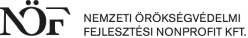 NÖF
NEMZETI ÖRÖKSÉGVÉDELMI
FEJLESZTÉSI NONPROFIT KFT.